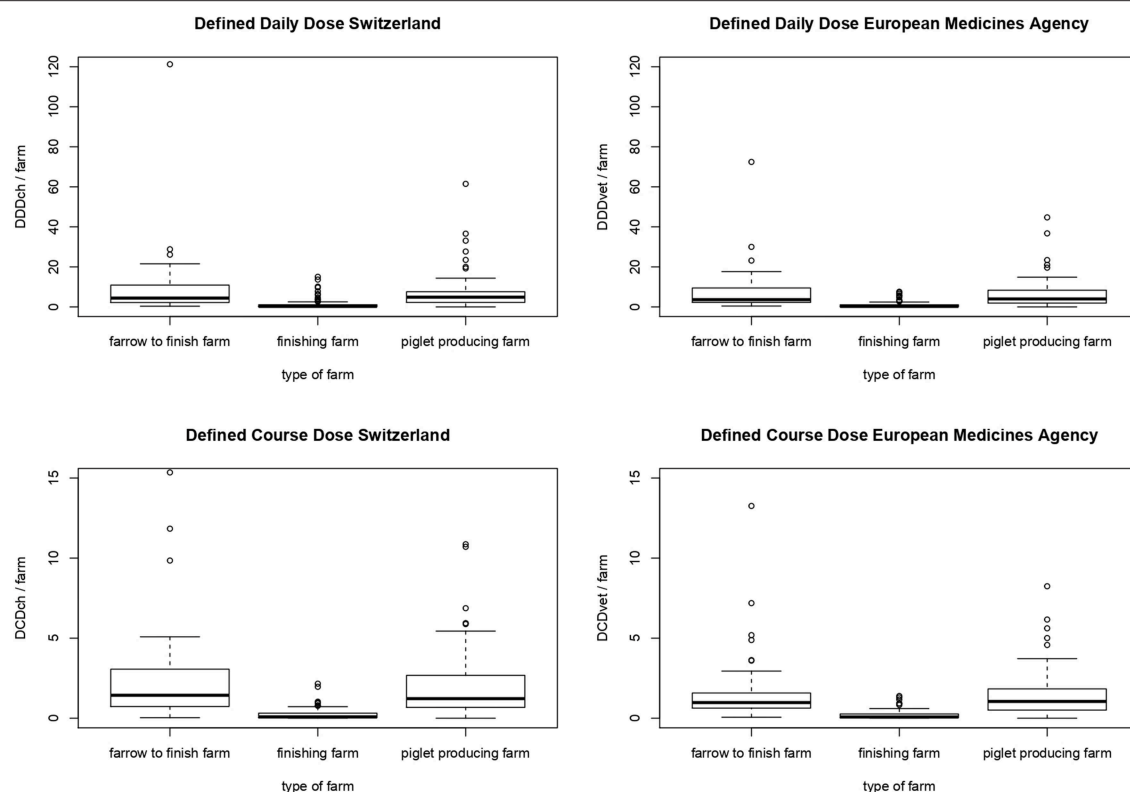 Defined Daily Dose Switzerland
DDDch / farm
120
100
80
60
40
20
0
farrow to finish farm finishing farm piglet producing farm
type of farm
Defined Daily Dose European Medicines Agency
DDDvet / farm
120
100
80
60
40
20
0
farrow to finish farm finishing farm piglet producing farm
type of farm
Defined Course Dose Switzerland
DCDch / farm
15
10
5
0
farrow to finish farm finishing farm piglet producing farm
type of farm
Defined Course Dose European Medicines Agency
DCDvet / farm
15
10
5
0
farrow to finish farm finishing farm piglet producing farm
type of farm